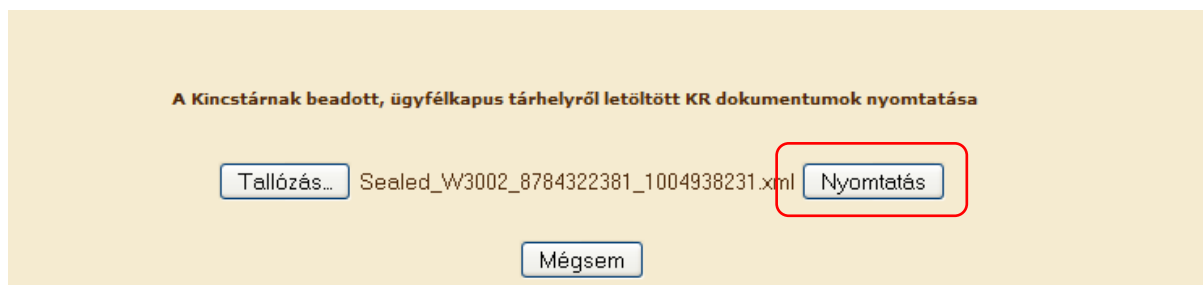 A Kincstárnak beadott, ügyfélkapus tárhelyről letöltött KR dokumentumok nyomtatása
Tallózás... Sealed_W3002_8784322381_1004938231.xml Nyomtatás
Mégsem